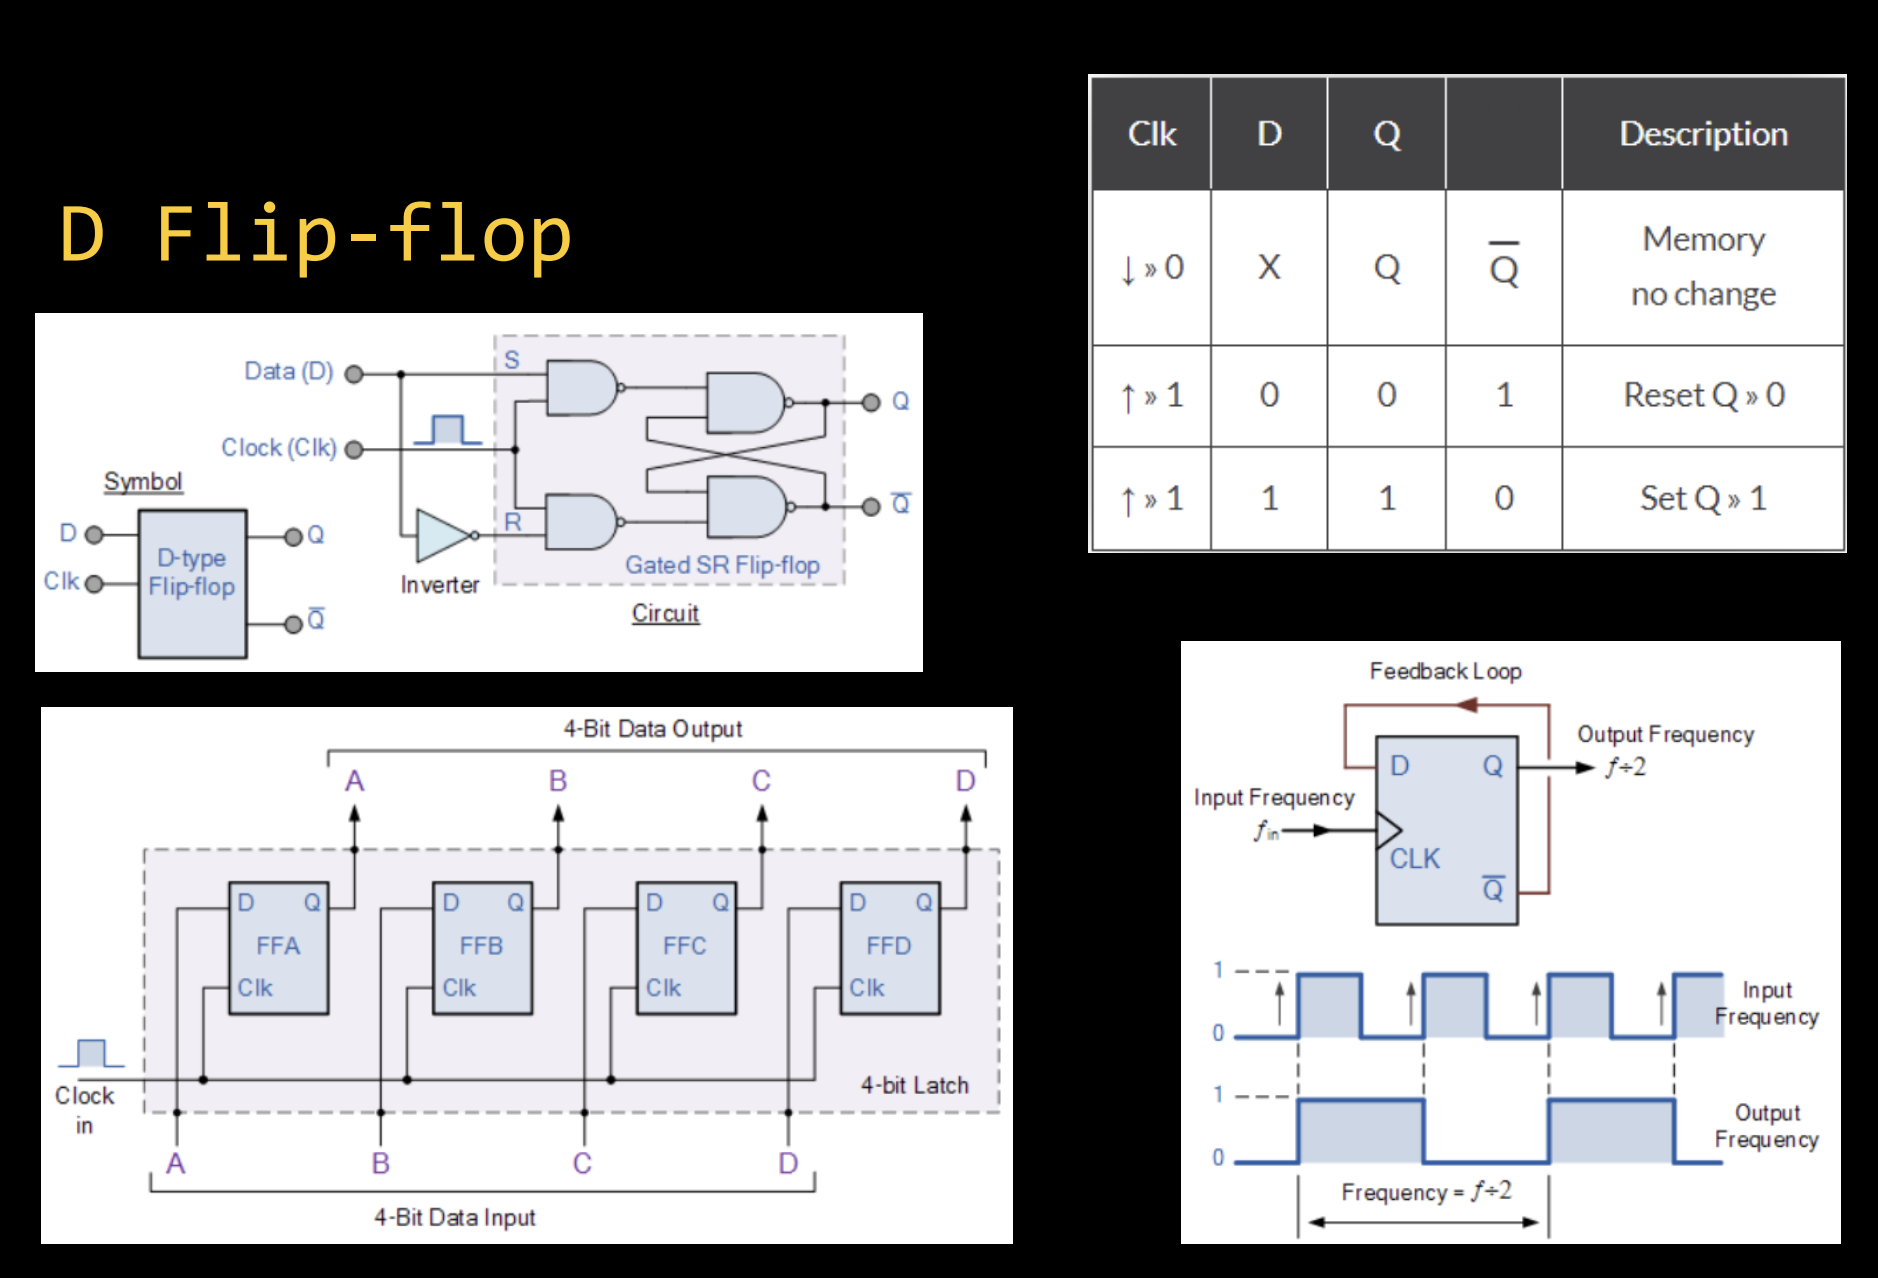 D Flip-flop
Data (D)
S
Q
Clock (Clk)
Symbol
R
Q̅
D
Q
D-type
Flip-flop
Clk
Gated SR Flip-flop
Inverter
Q̅
Circuit
Clk D Q Description
↓ » 0 X Q Q̅ Memory
no change
↑ » 1 0 0 1 Reset Q » 0
↑ » 1 1 1 0 Set Q » 1
4-Bit Data Output
A B C D
D Q D Q D Q D Q
FFA FFB FFC FFD
Clk Clk Clk Clk
4-bit Latch
Clock
in
A B C D
4-Bit Data Input
Feedback Loop
Output Frequency
D Q f÷2
Input Frequency
fin
CLK
Q̅
1
Input
Frequency
0
1
Output
Frequency
0
Frequency = f÷2